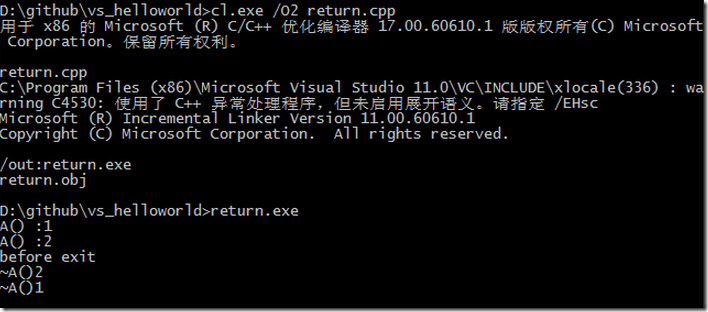 D:\github\vs_helloworld>cl.exe /O2 return.cpp
用于 x86 的 Microsoft (R) C/C++ 优化编译器 17.00.60610.1 版版权所有(C) Microsoft
 Corporation。保留所有权利。
return.cpp
C:\Program Files (x86)\Microsoft Visual Studio 11.0\VC\INCLUDE\xlocale(336) : wa
rning C4530: 使用了 C++ 异常处理程序，但未启用展开语义。请指定 /EHsc
Microsoft (R) Incremental Linker Version 11.00.60610.1
Copyright (C) Microsoft Corporation.  All rights reserved.
/out:return.exe
return.obj
D:\github\vs_helloworld>return.exe
A() :1
A() :2
before exit
~A()2
~A()1